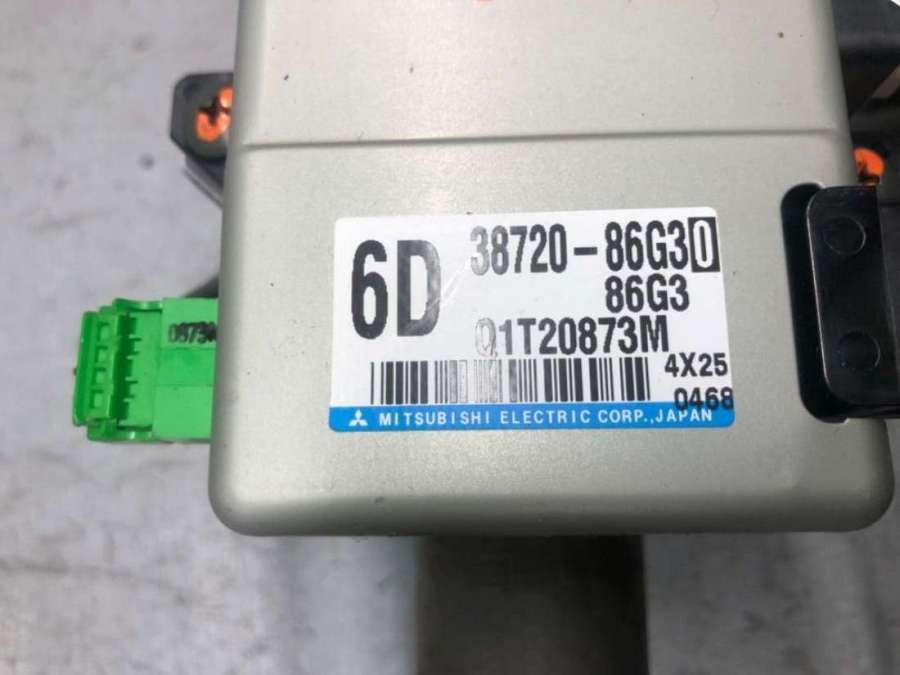 6D 38720-86G30
86G3
Q1T20873M
4X25
0468
MITSUBISHI ELECTRIC CORP.,JAPAN